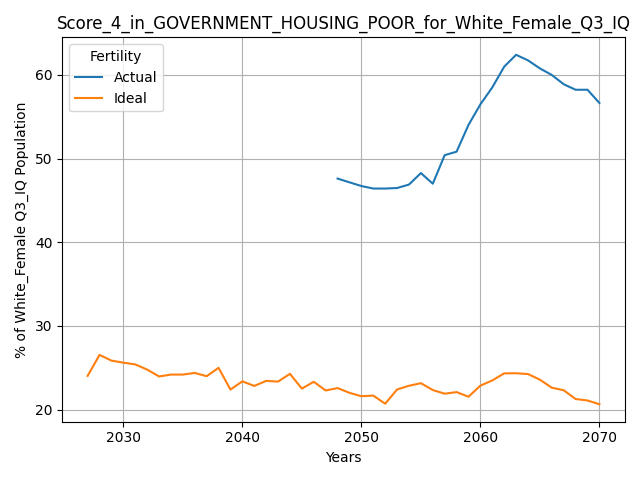 Score_4_in_GOVERNMENT_HOUSING_POOR_for_White_Female_Q3_IQ
Fertility
Actual
Ideal
% of White_Female Q3_IQ Population
60
50
40
30
20
2030
2040
2050
2060
2070
Years